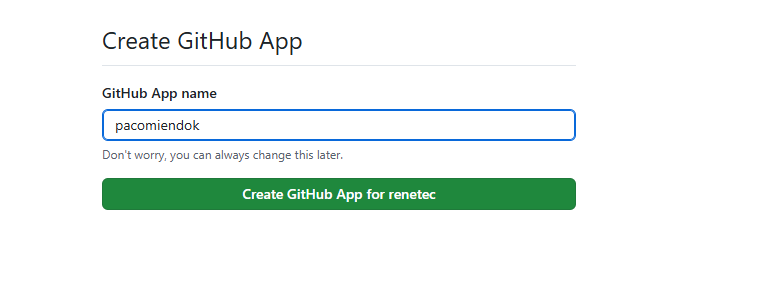 Create GitHub App
GitHub App name
pacomiendok
Don't worry, you can always change this later.
Create GitHub App for renetec